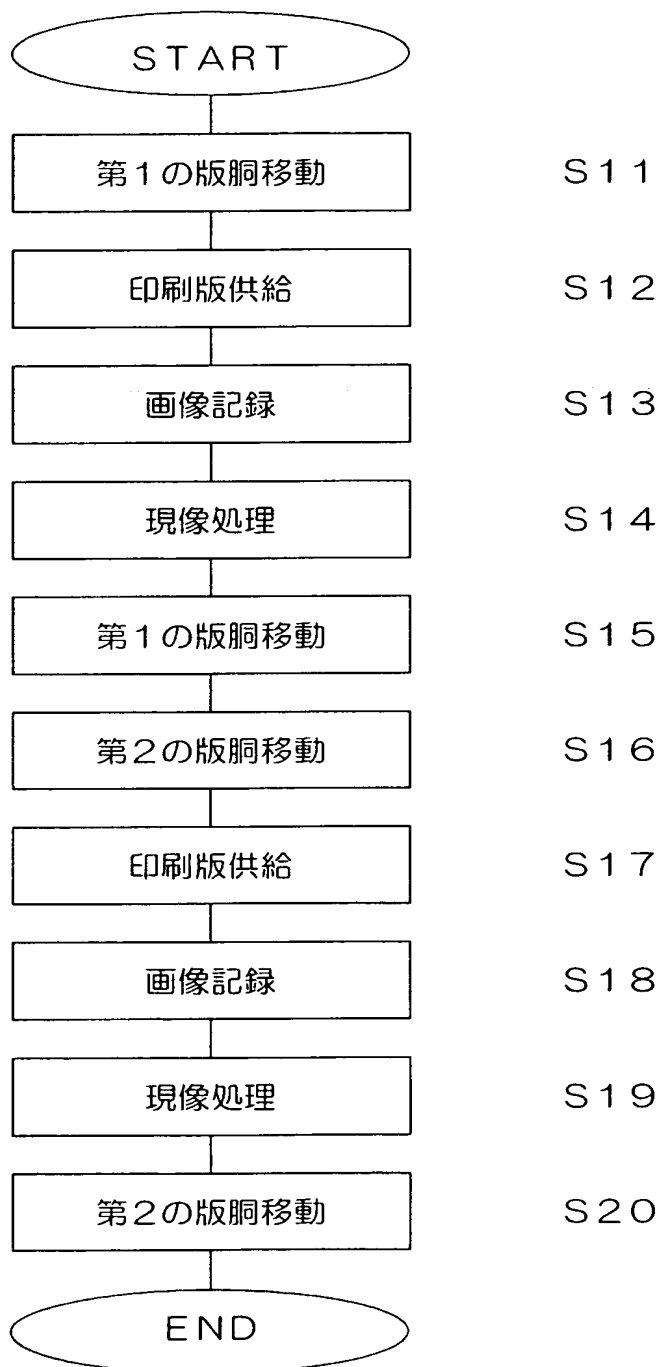 START
第１の版胴移動 S11
印刷版供給 S12
画像記録 S13
現像処理 S14
第１の版胴移動 S15
第２の版胴移動 S16
印刷版供給 S17
画像記録 S18
現像処理 S19
第２の版胴移動 S20
END